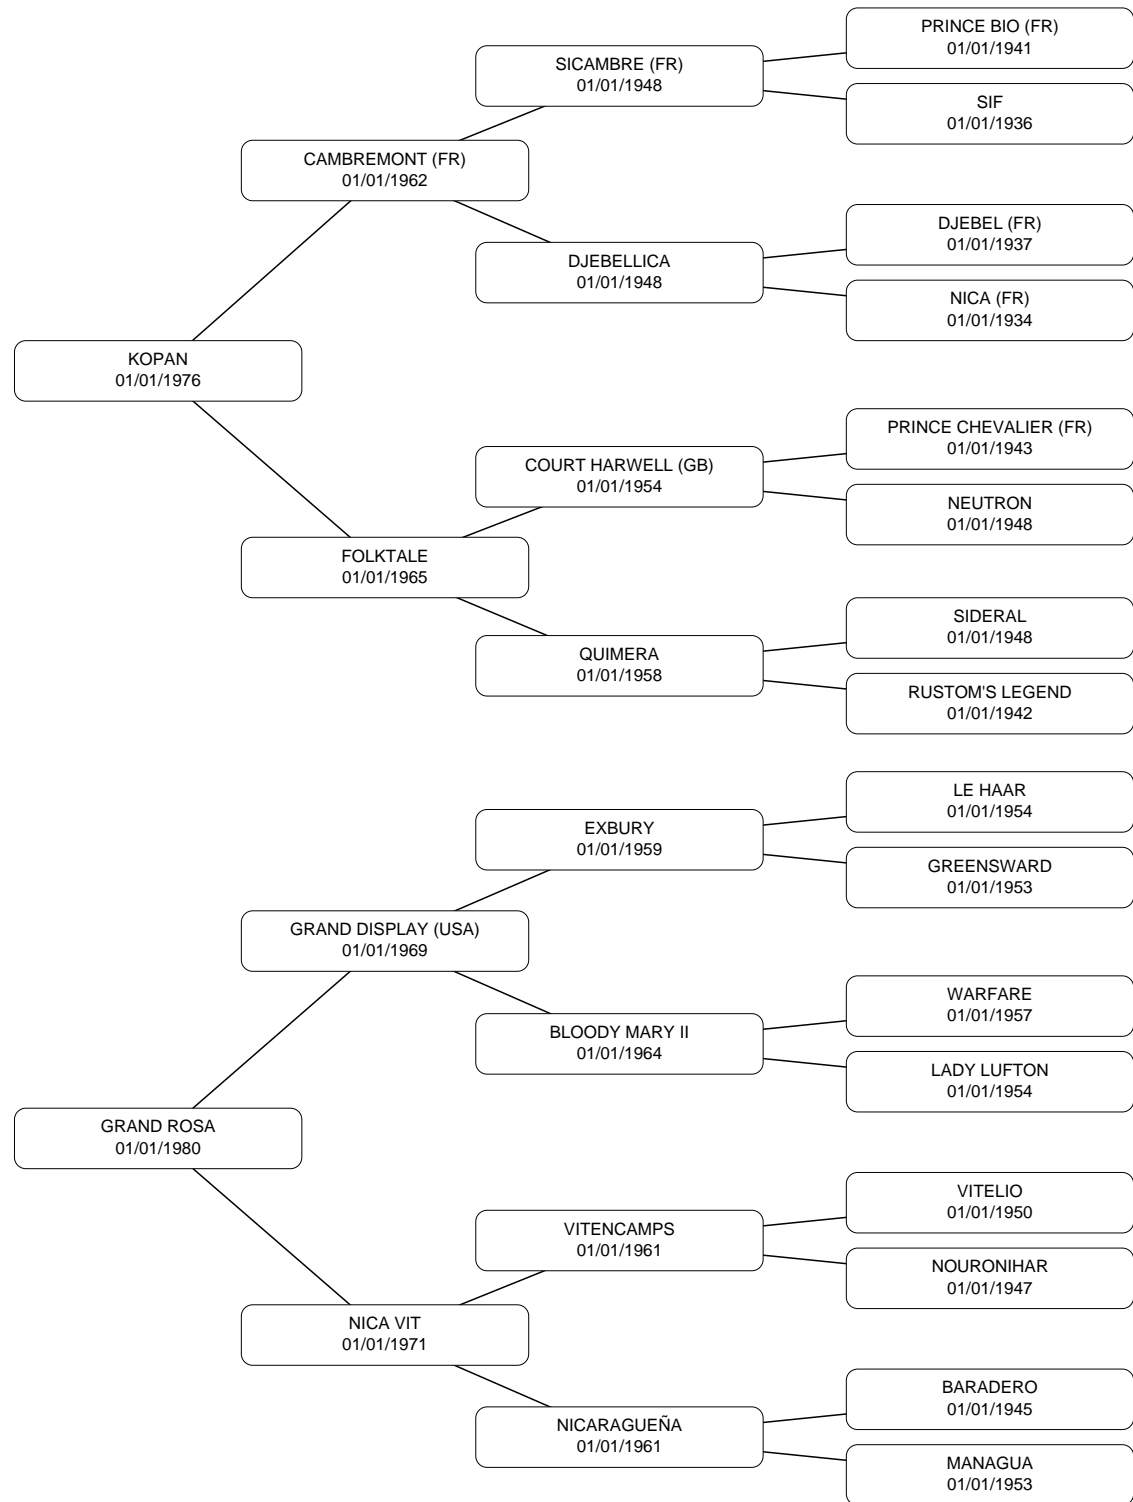 PRINCE BIO (FR)
01/01/1941
SICAMBRE (FR)
01/01/1948
SIF
01/01/1936
CAMBREMONT (FR)
01/01/1962
DJEBEL (FR)
01/01/1937
DJEBELLICA
01/01/1948
NICA (FR)
01/01/1934
KOPAN
01/01/1976
PRINCE CHEVALIER (FR)
01/01/1943
COURT HARWELL (GB)
01/01/1954
NEUTRON
01/01/1948
FOLKTALE
01/01/1965
SIDERAL
01/01/1948
QUIMERA
01/01/1958
RUSTOM'S LEGEND
01/01/1942
LE HAAR
01/01/1954
EXBURY
01/01/1959
GREENSWARD
01/01/1953
GRAND DISPLAY (USA)
01/01/1969
WARFARE
01/01/1957
BLOODY MARY II
01/01/1964
LADY LUFTON
01/01/1954
GRAND ROSA
01/01/1980
VITELIO
01/01/1950
VITENCAMPS
01/01/1961
NOURONIHAR
01/01/1947
NICA VIT
01/01/1971
BARADERO
01/01/1945
NICARAGUEÑA
01/01/1961
MANAGUA
01/01/1953